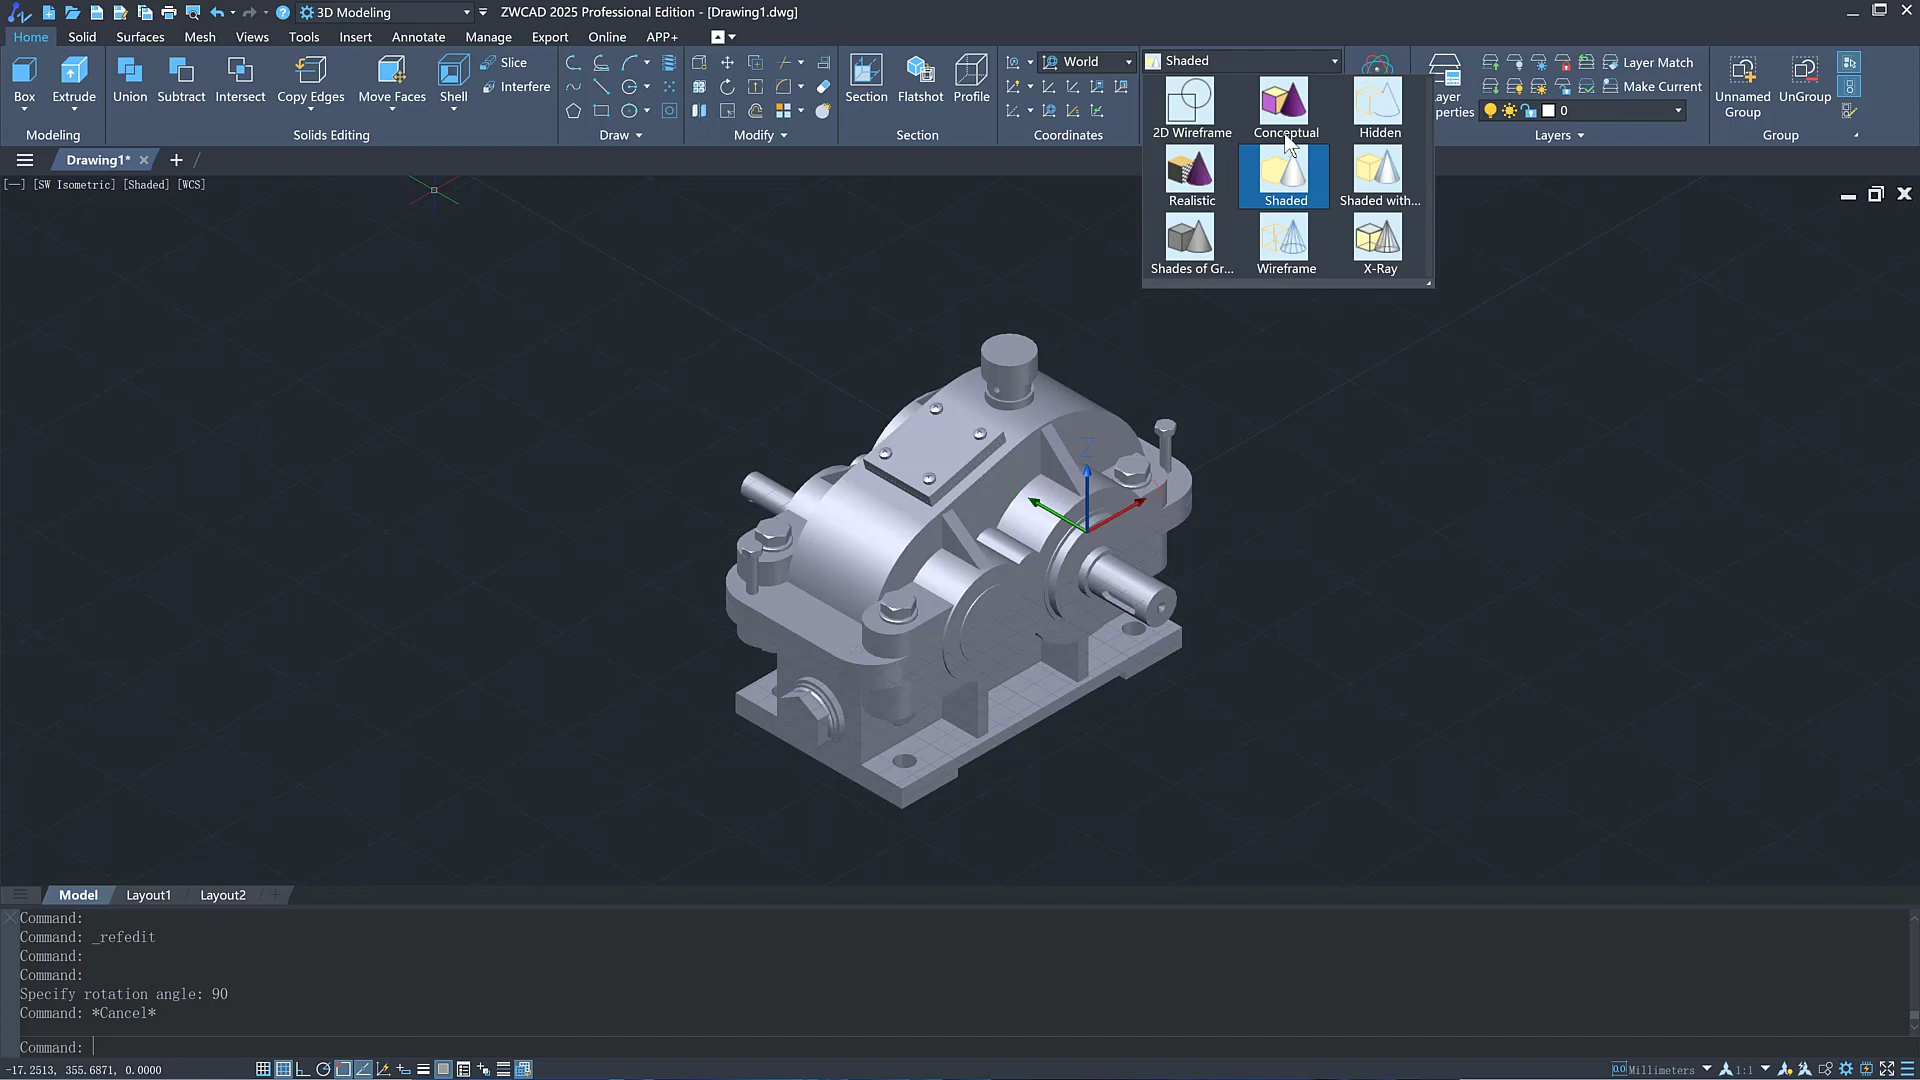 3D Modeling
ZWCAD 2025 Professional Edition - [Drawing1.dwg]
Home Solid Surfaces Mesh Views Tools Insert Annotate Manage Export Online APP+
Box Extrude
Modeling
Union Subtract Intersect Copy Edges Move Faces Shell
Slice
Interfere
Solids Editing
Draw
Modify
Section Flatshot Profile
Section
World
Coordinates
Shaded
2D Wireframe Conceptual Hidden
Realistic Shaded Shaded with...
Shades of Gr... Wireframe X-Ray
ayer
perties
Layer Match
Make Current
0
Layers
Unnamed
Group
UnGroup
Group
Drawing1*
[—] [SW Isometric] [Shaded] [WCS]
Z
Model Layout1 Layout2
Command:
Command: _refedit
Command:
Command:
Specify rotation angle: 90
Command: *Cancel*
Command:
-17.2513, 355.6871, 0.0000
0.0 Millimeters
1:1